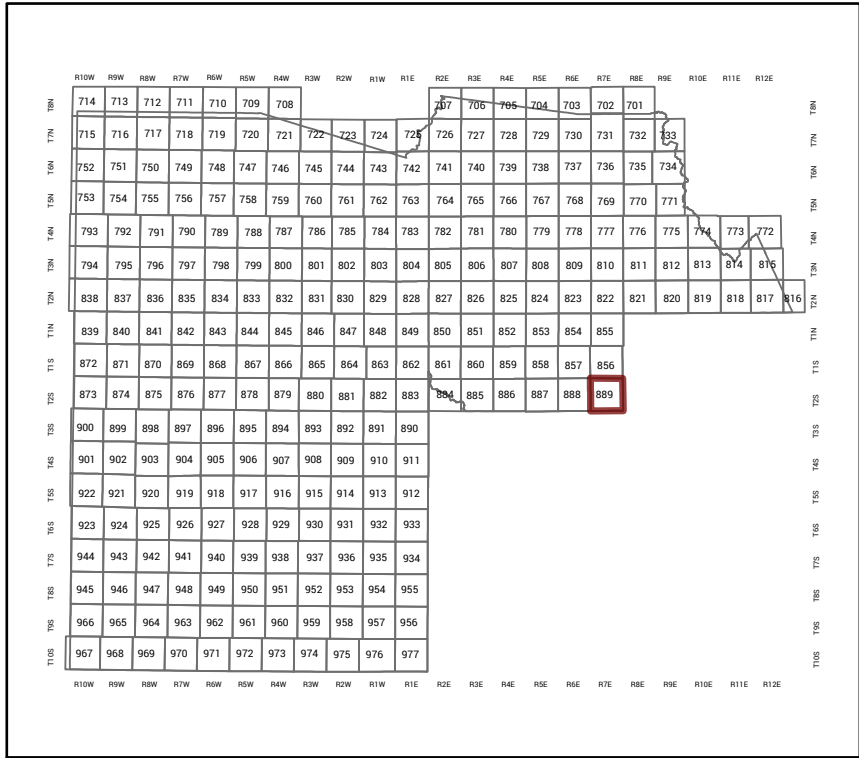 R10W R9W R8W R7W R6W R5W R4W R3W R2W R1W R1E R2E R3E R4E R5E R6E R7E R8E R9E R10E R11E R12E
T8N 714 713 712 711 710 709 708 707 706 705 704 703 702 701 T8N
T7N 715 716 717 718 719 720 721 722 723 724 725 726 727 728 729 730 731 732 733 T7N
T6N 752 751 750 749 748 747 746 745 744 743 742 741 740 739 738 737 736 735 734 T6N
T5N 753 754 755 756 757 758 759 760 761 762 763 764 765 766 767 768 769 770 771 T5N
T4N 793 792 791 790 789 788 787 786 785 784 783 782 781 780 779 778 777 776 775 774 773 772 T4N
T3N 794 795 796 797 798 799 800 801 802 803 804 805 806 807 808 809 810 811 812 813 814 815 T3N
T2N 838 837 836 835 834 833 832 831 830 829 828 827 826 825 824 823 822 821 820 819 818 817 816 T2N
T1N 839 840 841 842 843 844 845 846 847 848 849 850 851 852 853 854 855 T1N
T1S 872 871 870 869 868 867 866 865 864 863 862 861 860 859 858 857 856 T1S
T2S 873 874 875 876 877 878 879 880 881 882 883 884 885 886 887 888 889 T2S
T3S 900 899 898 897 896 895 894 893 892 891 890 T3S
T4S 901 902 903 904 905 906 907 908 909 910 911 T4S
T5S 922 921 920 919 918 917 916 915 914 913 912 T5S
T6S 923 924 925 926 927 928 929 930 931 932 933 T6S
T7S 944 943 942 941 940 939 938 937 936 935 934 T7S
T8S 945 946 947 948 949 950 951 952 953 954 955 T8S
T9S 966 965 964 963 962 961 960 959 958 957 956 T9S
T10S 967 968 969 970 971 972 973 974 975 976 977 T10S
R10W R9W R8W R7W R6W R5W R4W R3W R2W R1W R1E R2E R3E R4E R5E R6E R7E R8E R9E R10E R11E R12E